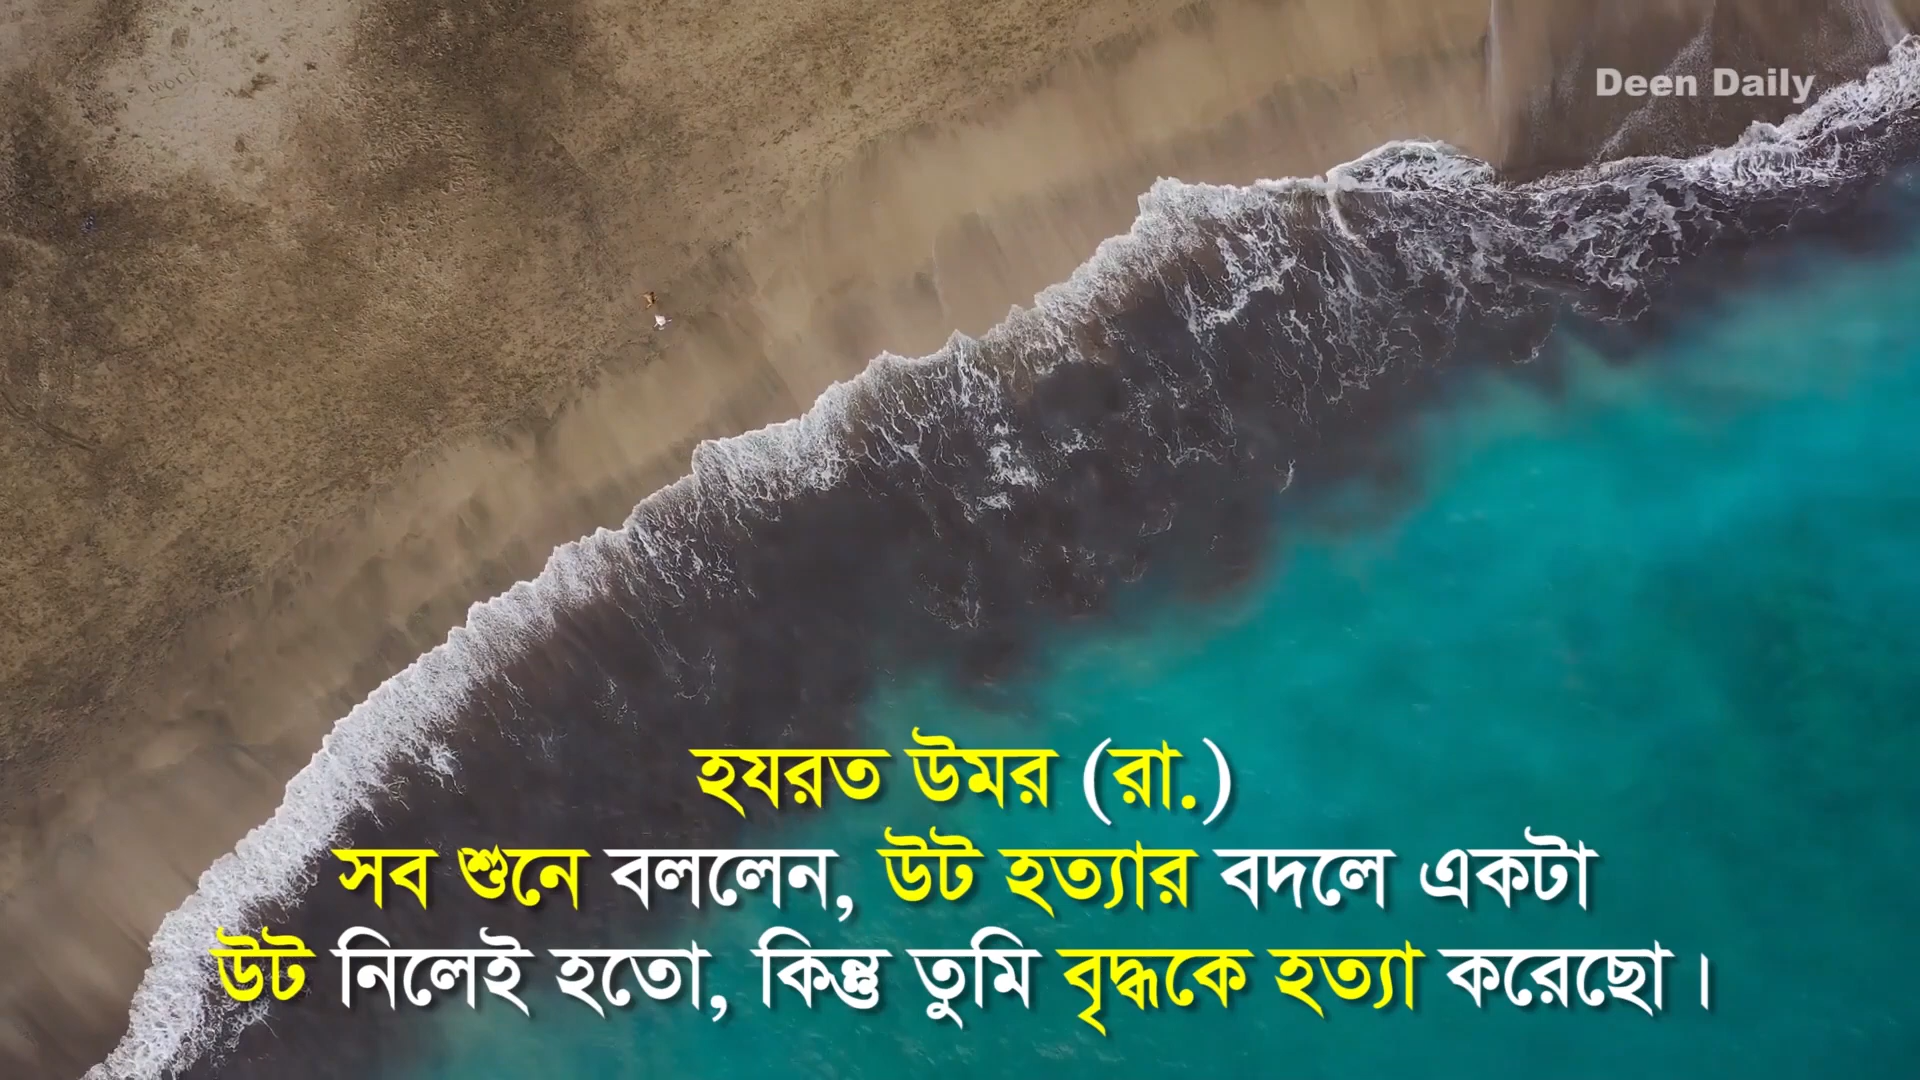 Deen Daily
হযরত উমর (রা.)
সব শুনে বললেন, উট হত্যার বদলে একটা
উট নিলেই হতো, কিন্তু তুমি বৃদ্ধকে হত্যা করেছো।